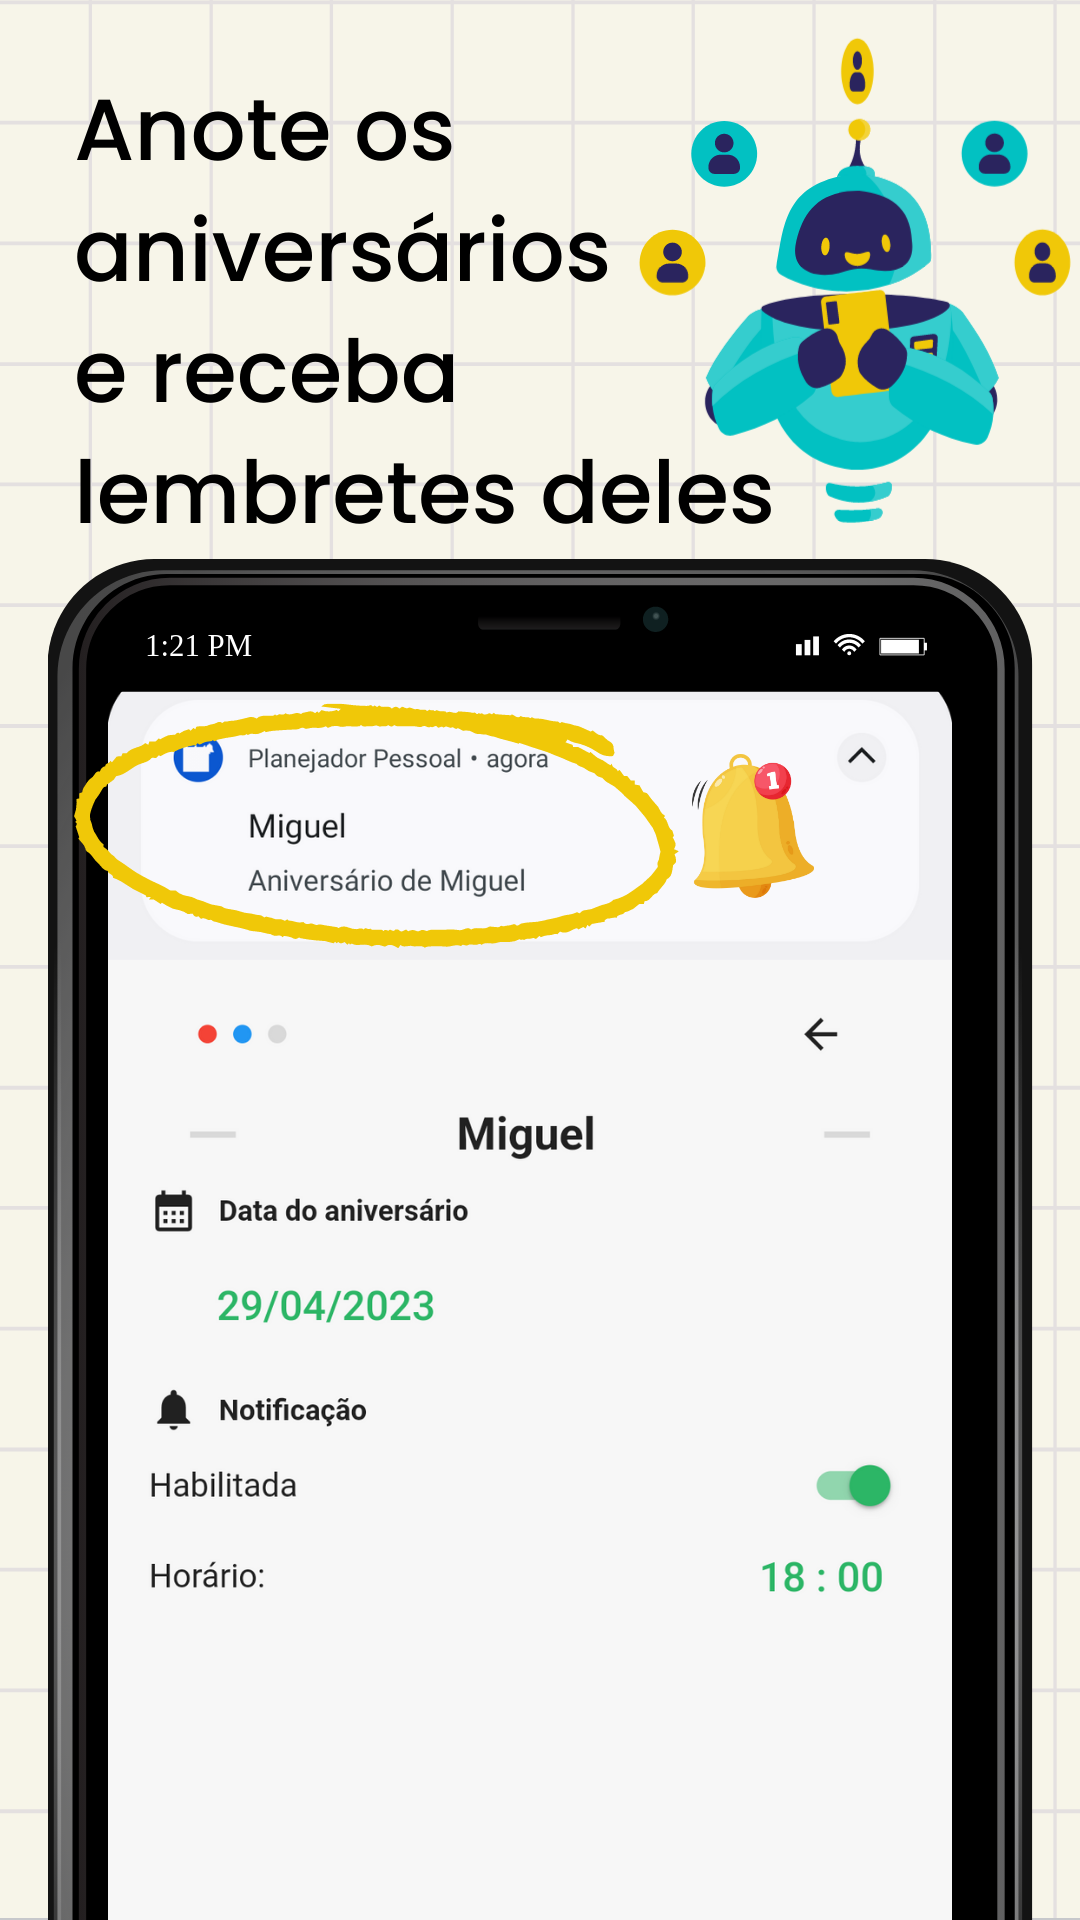 Anote os
aniversários
e receba
lembretes deles
1:21 PM
Planejador Pessoal • agora
1
Miguel
Aniversário de Miguel
Miguel
Data do aniversário
29/04/2023
Notificação
Habilitada
Horário:
18 : 00